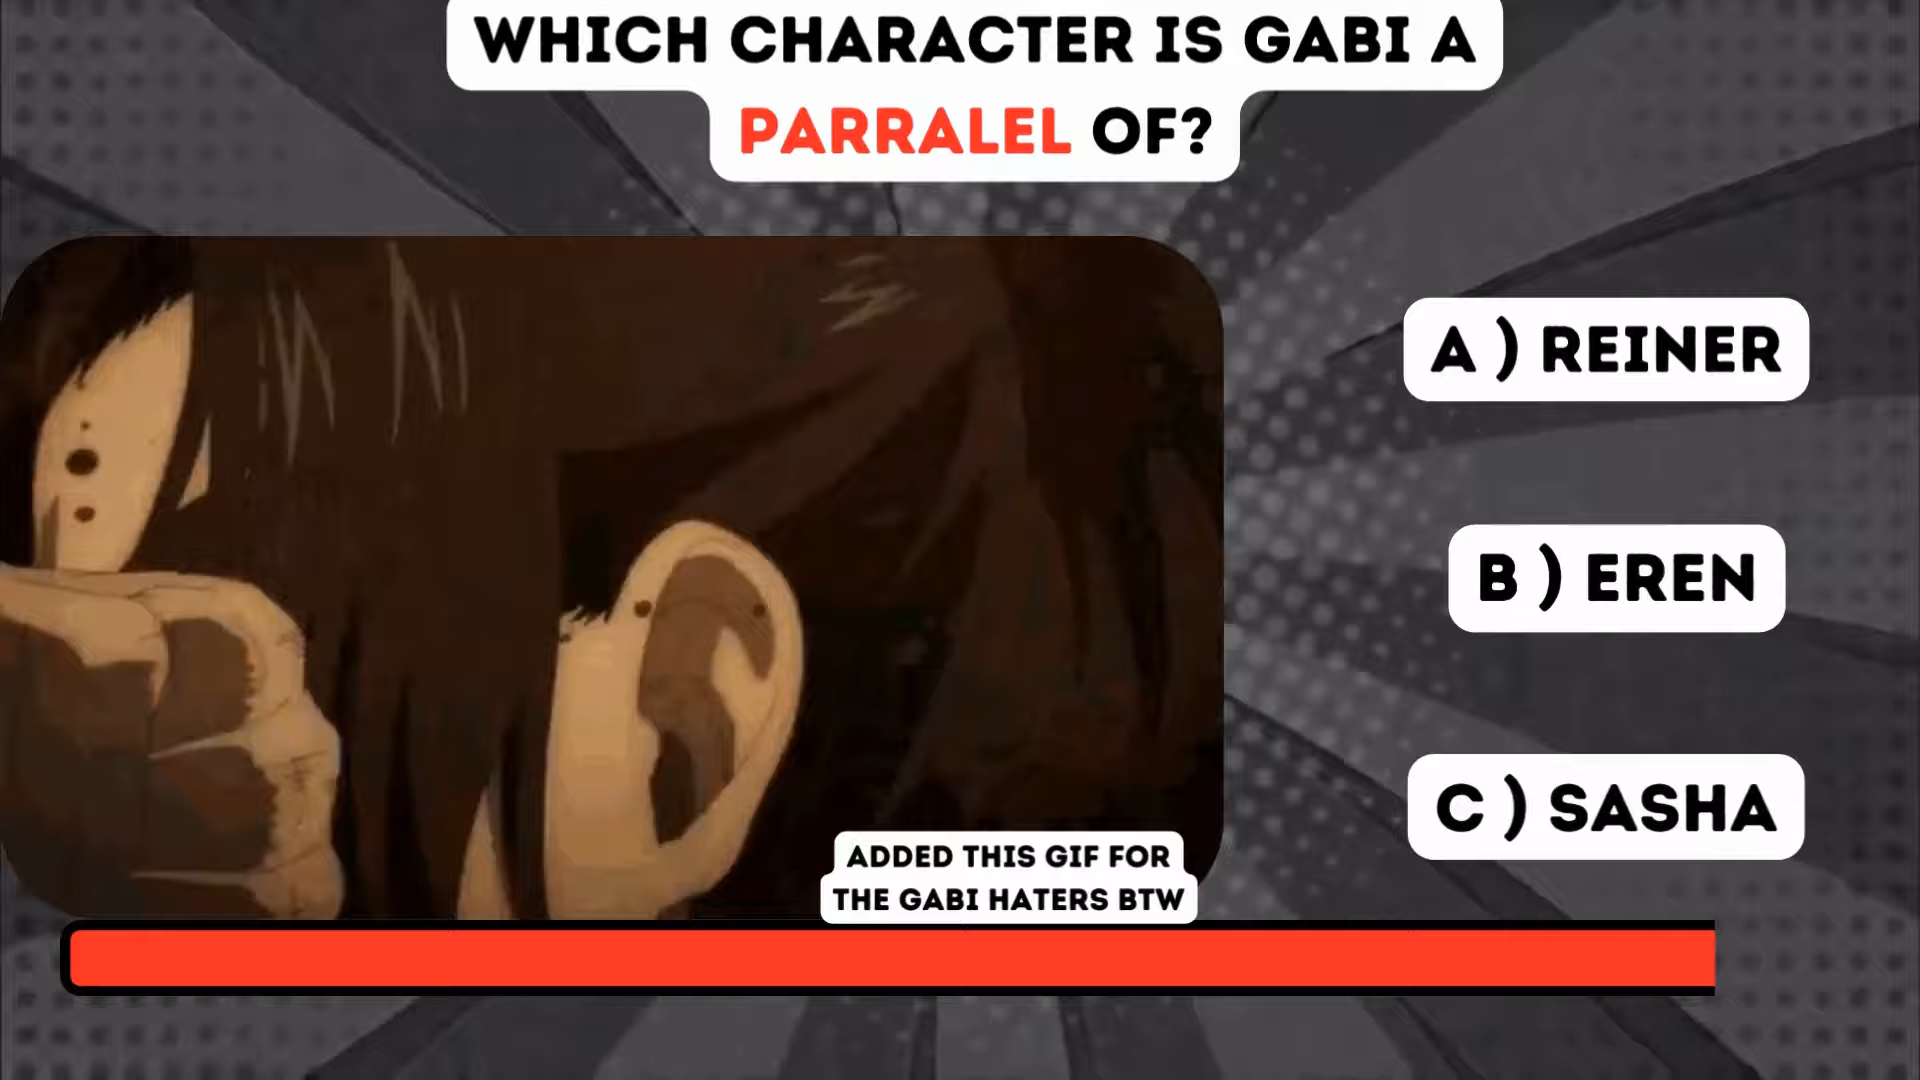 WHICH CHARACTER IS GABI A
PARRALEL OF?
A ) REINER
B ) EREN
C ) SASHA
ADDED THIS GIF FOR
THE GABI HATERS BTW